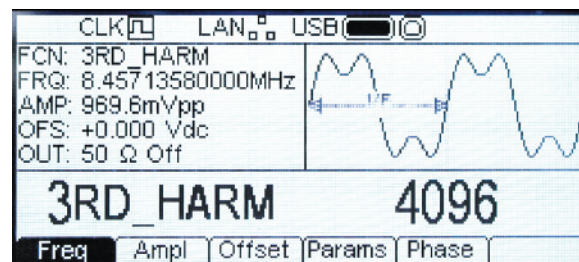 CLK LAN USB
FCN: 3RD_HARM
FRQ: 8.45713580000MHz
AMP: 969.6mVpp
OFS: +0.000 Vdc
OUT: 50 Ω Off
1/F
3RD_HARM 4096
Freq Ampl Offset Params Phase